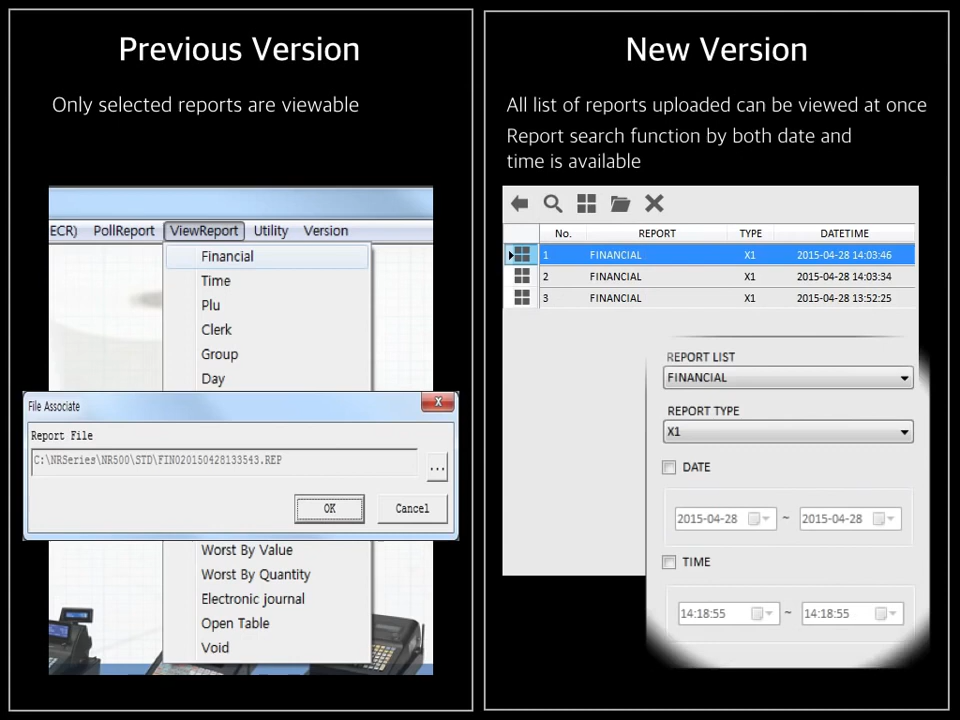 Previous Version
Only selected reports are viewable
ECR) PollReport ViewReport Utility Version
Financial
Time
Plu
Clerk
Group
Day
File Associate
Report File
C:\NRSeries\NR500\STD\FIN020150428133543.REP
...
OK Cancel
Worst By Value
Worst By Quantity
Electronic journal
Open Table
Void
New Version
All list of reports uploaded can be viewed at once
Report search function by both date and
time is available
No. REPORT TYPE DATETIME
1 FINANCIAL X1 2015-04-28 14:03:46
2 FINANCIAL X1 2015-04-28 14:03:34
3 FINANCIAL X1 2015-04-28 13:52:25
REPORT LIST
FINANCIAL
REPORT TYPE
X1
DATE
2015-04-28 ~ 2015-04-28
TIME
14:18:55 ~ 14:18:55